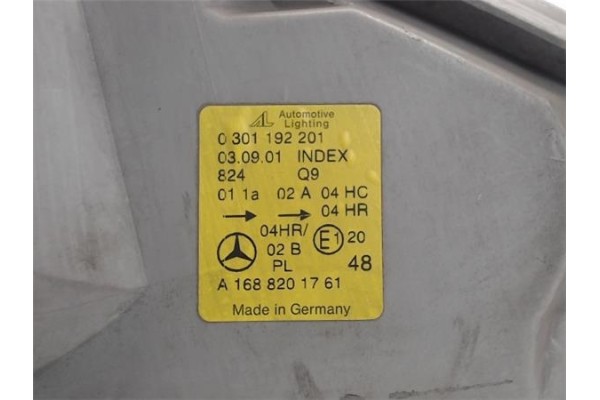 AL Automotive
Lighting
0 301 192 201
03.09.01 INDEX
824 Q9
01 1a 02 A 04 HC
04 HR
04HR/
02 B E1 20
PL 48
A 168 820 17 61
Made in Germany